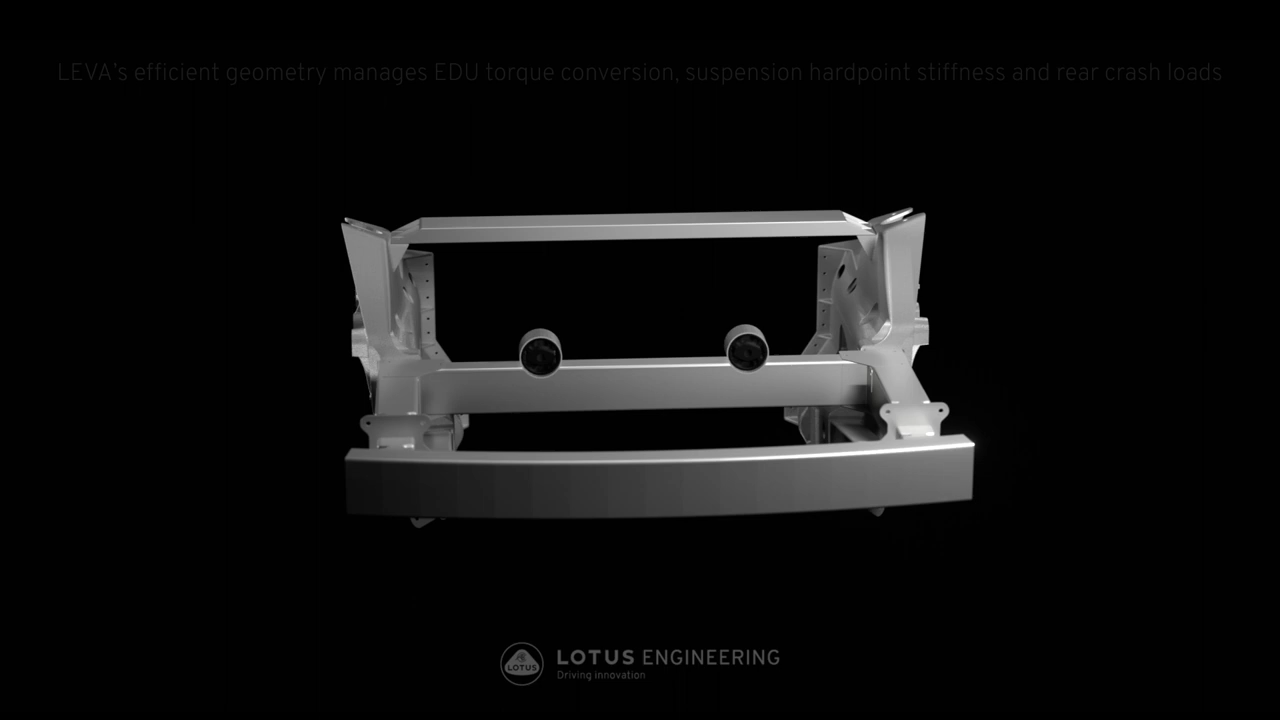 LEVA's efficient geometry manages EDU torque conversion, suspension hardpoint stiffness and rear crash loads
LOTUS
LOTUS ENGINEERING
Driving innovation